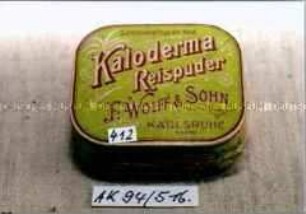 Kaloderma
Reispuder
F. Wolff & Sohn
KARLSRUHE
412
AK 94/516.